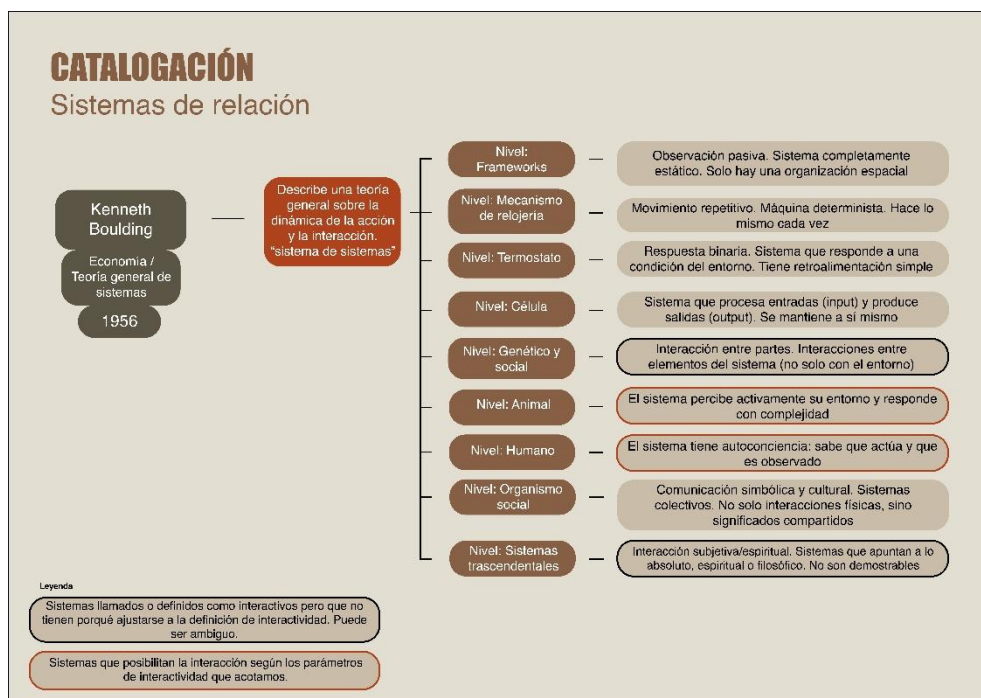 CATALOGACIÓN
Sistemas de relación
Kenneth
Boulding
Economia /
Teoría general de
sistemas
1956
Describe una teoría
general sobre la
dinámica de la acción
y la interacción.
“sistema de sistemas”
Nivel:
Frameworks
Observación pasiva. Sistema completamente
estático. Solo hay una organización espacial
Nivel: Mecanismo
de relojería
Movimiento repetitivo. Máquina determinista. Hace lo
mismo cada vez
Nivel: Termostato
Respuesta binaria. Sistema que responde a una
condición del entorno. Tiene retroalimentación simple
Nivel: Célula
Sistema que procesa entradas (input) y produce
salidas (output). Se mantiene a sí mismo
Nivel: Genético y
social
Interacción entre partes. Interacciones entre
elementos del sistema (no solo con el entorno)
Nivel: Animal
El sistema percibe activamente su entorno y responde
con complejidad
Nivel: Humano
El sistema tiene autoconciencia: sabe que actúa y que
es observado
Nivel: Organismo
social
Comunicación simbólica y cultural. Sistemas
colectivos. No solo interacciones físicas, sino
significados compartidos
Nivel: Sistemas
trascendentales
Interacción subjetiva/espiritual. Sistemas que apuntan a lo
absoluto, espiritual o filosófico. No son demostrables
Leyenda
Sistemas llamados o definidos como interactivos pero que no
tienen porqué ajustarse a la definición de interactividad. Puede
ser ambiguo.
Sistemas que posibilitan la interacción según los parámetros
de interactividad que acotamos.